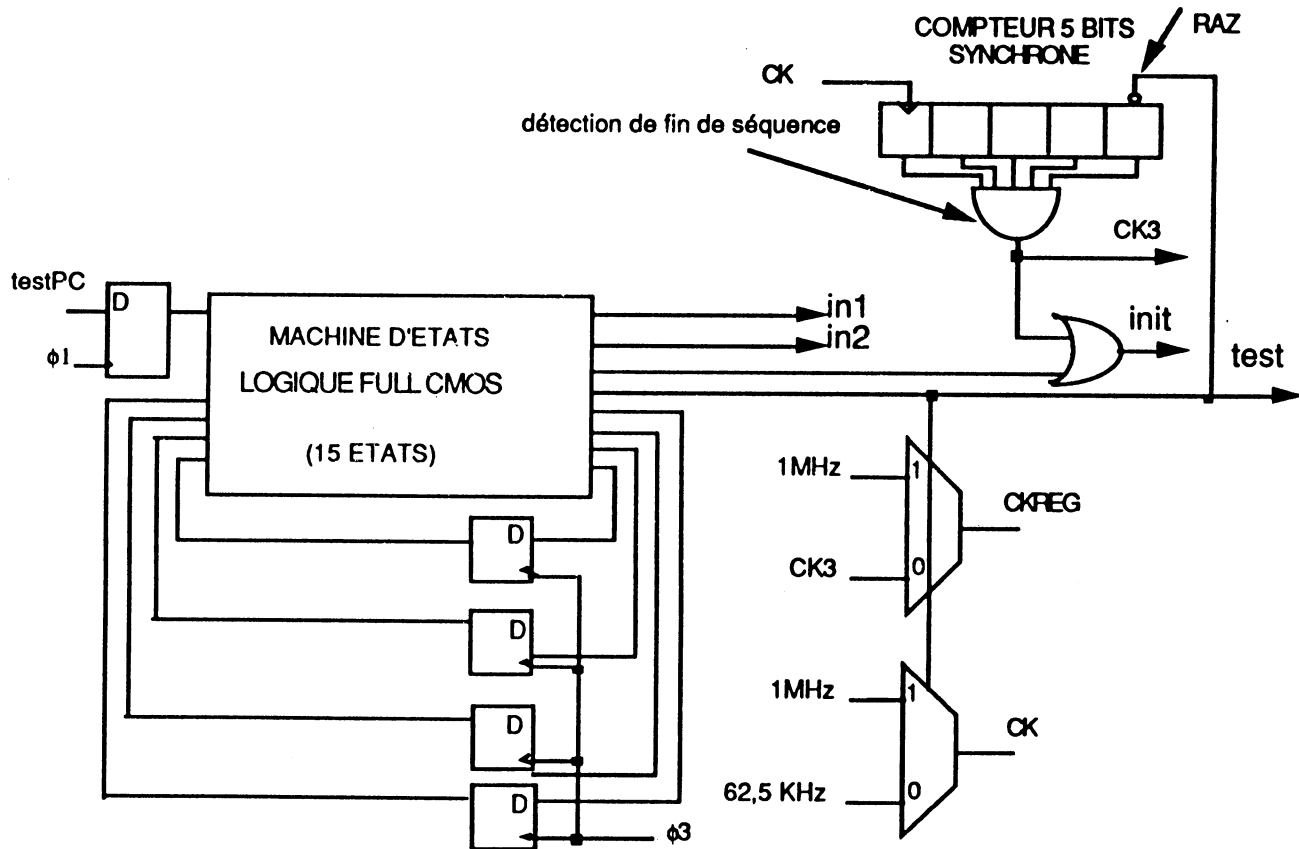 COMPTEUR 5 BITS
SYNCHRONE
RAZ
CK
détection de fin de séquence
CK3
testPC
D
ϕ1
MACHINE D'ETATS
LOGIQUE FULL CMOS
(15 ETATS)
in1
in2
init
test
1MHz
1
CKREG
CK3
0
D
D
D
D
ϕ3
1MHz
1
CK
62,5 KHz
0